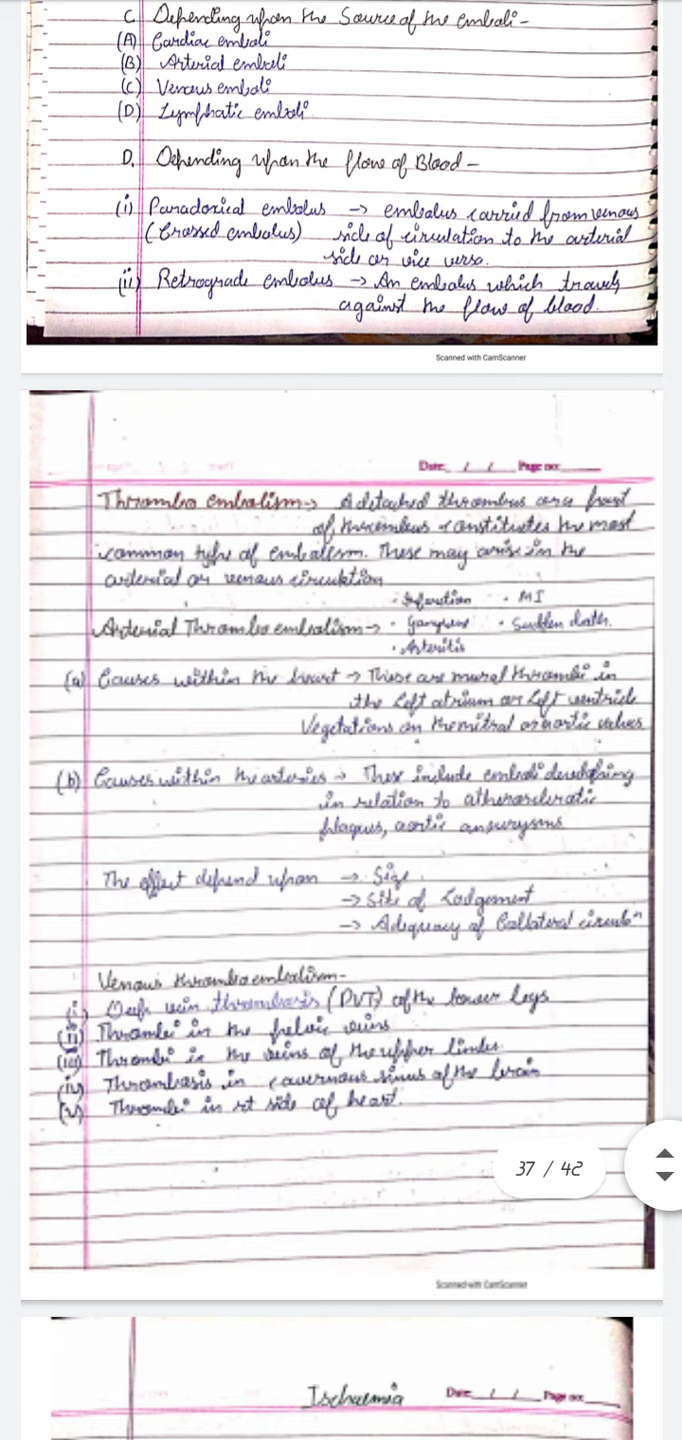 C. Depending upon the Source of the emboli -
(A) Cardiac emboli
(B) Arterial emboli
(C) Venous emboli
(D) Lymphatic emboli
D. Depending upon the flow of Blood -
(i) Paradoxical embolus → embolus carried from venous
(Crossed embolus) side of circulation to the arterial
side or vice versa.
(ii) Retrograde embolus → An embolus which travels
against the flow of blood.
Scanned with CamScanner
Date / / Page no:
Thrombo embolism → A detached thrombus or a part
of thrombus constitutes the most
common type of embolism. These may arise in the
arterial or venous circulation
• Infarction • MI
Arterial Thrombo embolism → • Gangrene • Sudden death.
• Arteritis
(a) Causes within the heart → These are mural thrombi in
the left atrium or left ventricle
Vegetations on the mitral or aortic valves
(b) Causes within the arteries → These include emboli developing
in relation to atherosclerotic
plaques, aortic aneurysms
The effect depend upon → Size.
→ Site of Lodgement
→ Adequacy of Collateral circulⁿ
Venous thromboembolism -
(i) Deep vein thrombosis (DVT) of the lower legs
(ii) Thrombi in the pelvic veins
(iii) Thrombi in the veins of the upper limbs
(iv) Thrombosis in cavernous sinus of the brain
(v) Thrombi in rt side of heart.
37 / 42
Scanned with CamScanner
Ischaemia Date / / Page no: